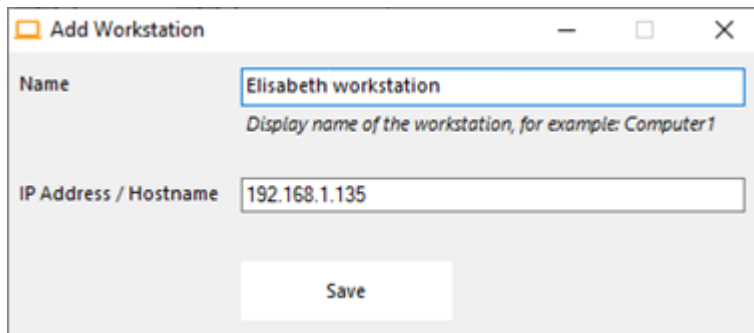 Add Workstation
Name
Elisabeth workstation
Display name of the workstation, for example: Computer1
IP Address / Hostname
192.168.1.135
Save